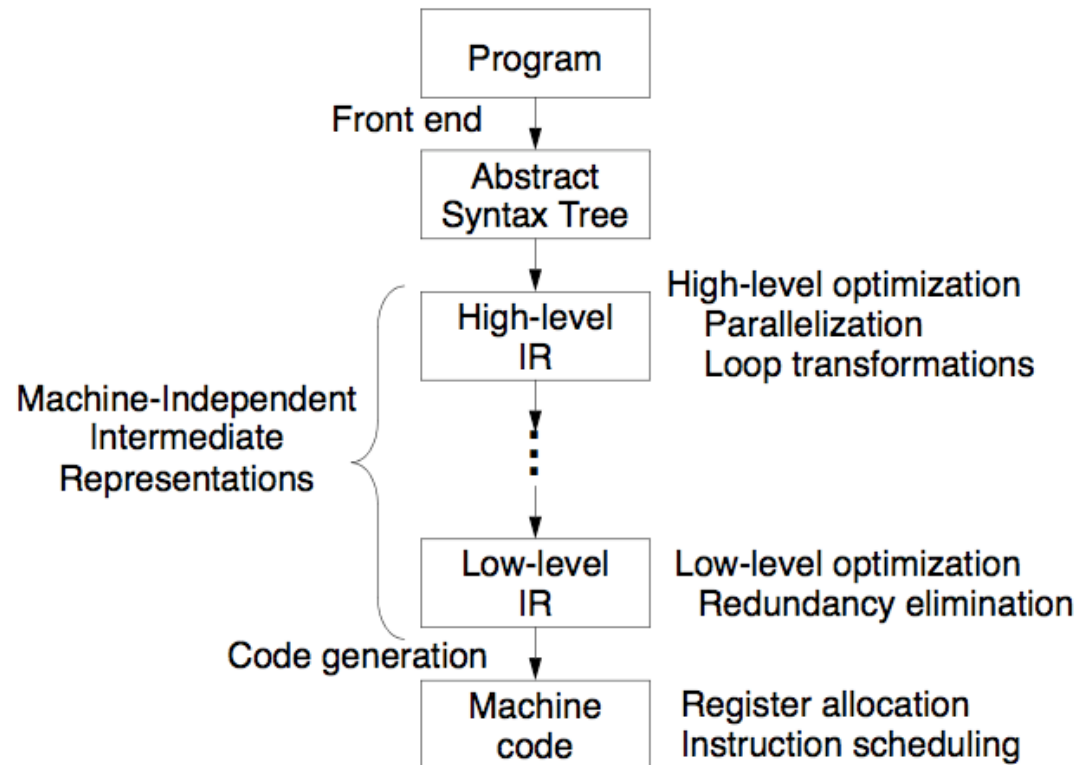 Program
Front end
Abstract
Syntax Tree
High-level optimization
Parallelization
Loop transformations
High-level
IR
Machine-Independent
Intermediate
Representations
Low-level
IR
Low-level optimization
Redundancy elimination
Code generation
Machine
code
Register allocation
Instruction scheduling